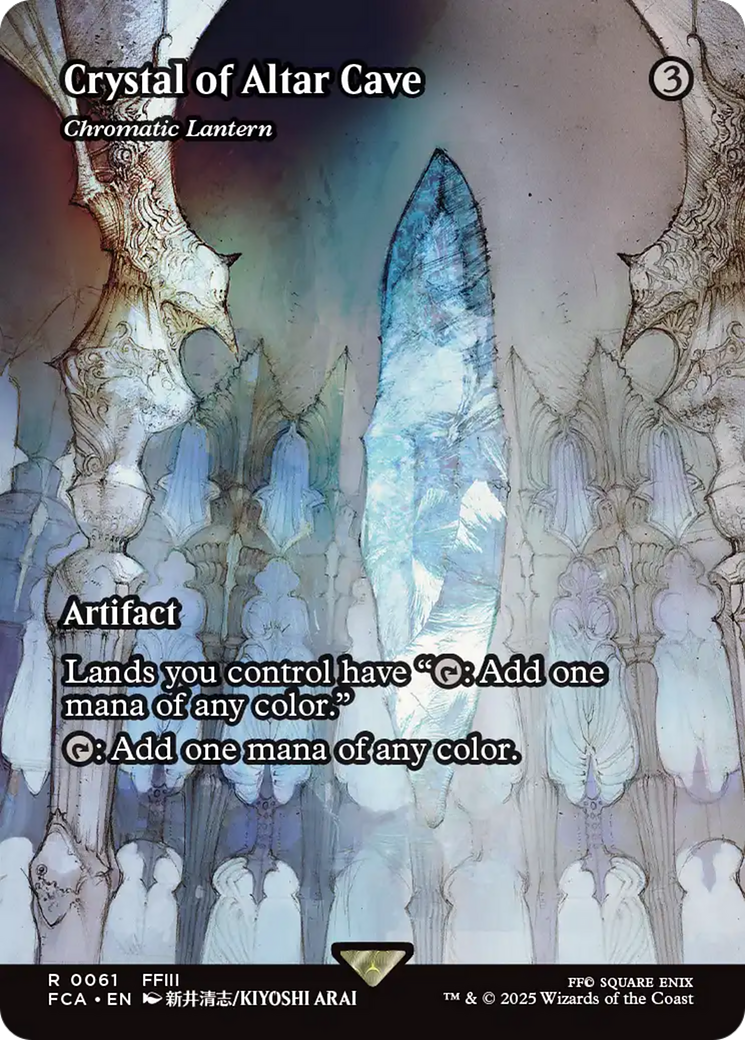 Crystal of Altar Cave
3
Chromatic Lantern
Artifact
Lands you control have “: Add one
mana of any color.”
: Add one mana of any color.
R 0061 FFIII
FCA • EN 新井清志/KIYOSHI ARAI
FF© SQUARE ENIX
™ & © 2025 Wizards of the Coast